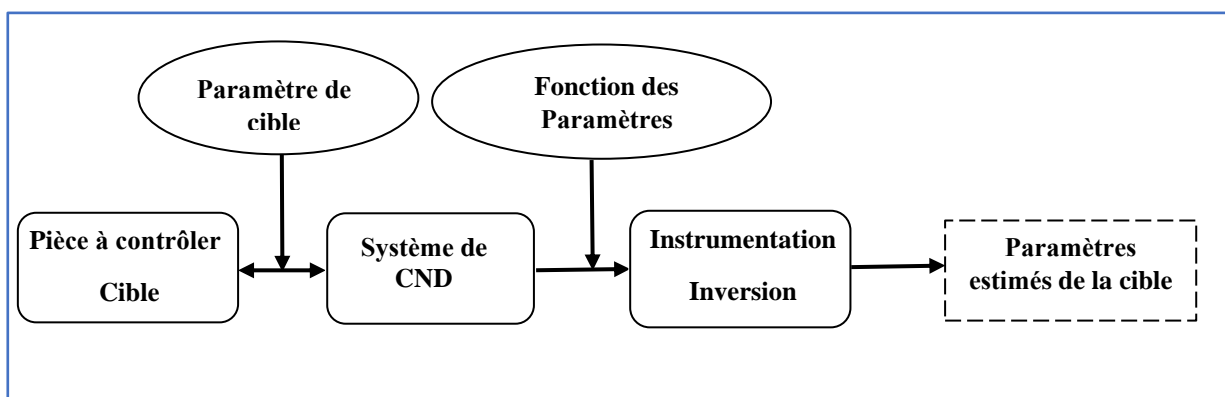 Paramètre de
cible
Fonction des
Paramètres
Pièce à contrôler
Cible
Système de
CND
Instrumentation
Inversion
Paramètres
estimés de la cible